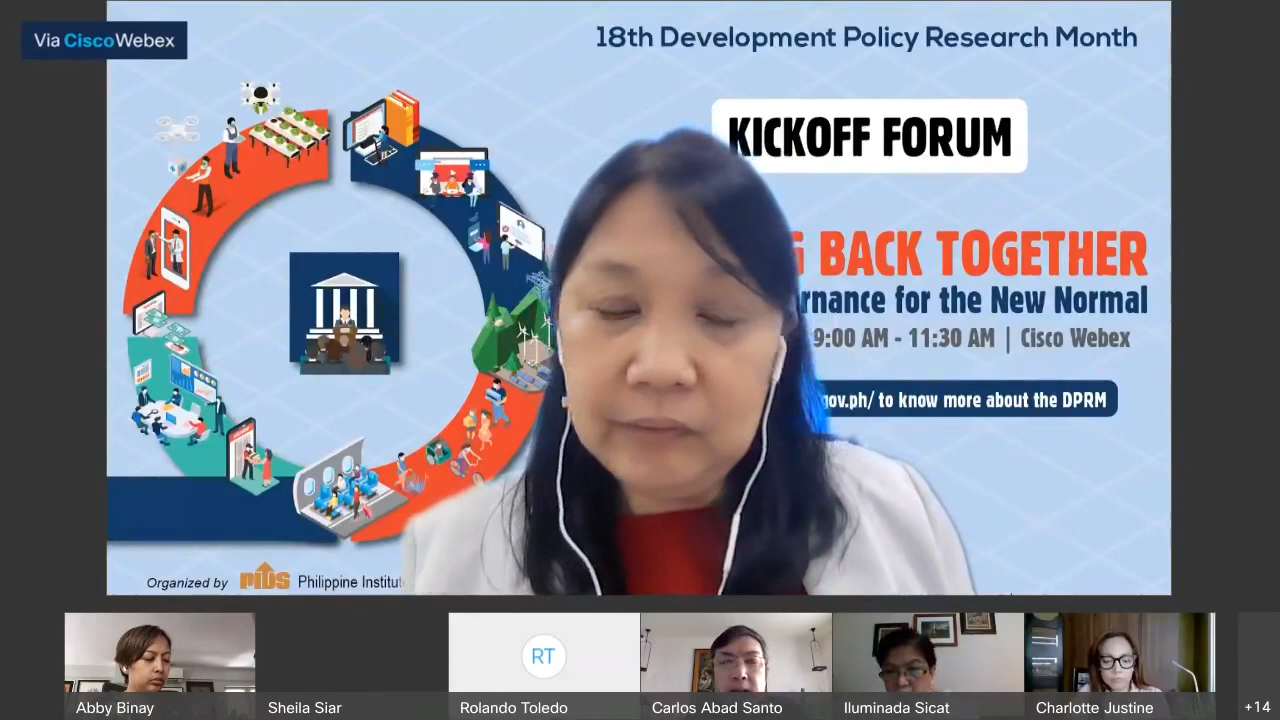 Via CiscoWebex
18th Development Policy Research Month
KICKOFF FORUM
BACK TOGETHER
for the New Normal
9:00 AM - 11:30 AM | Cisco Webex
gov.ph/ to know more about the DPRM
Organized by pids Philippine
RT
Abby Binay
Sheila Siar
Rolando Toledo
Carlos Abad Santo
Iluminada Sicat
Charlotte Justine
+14